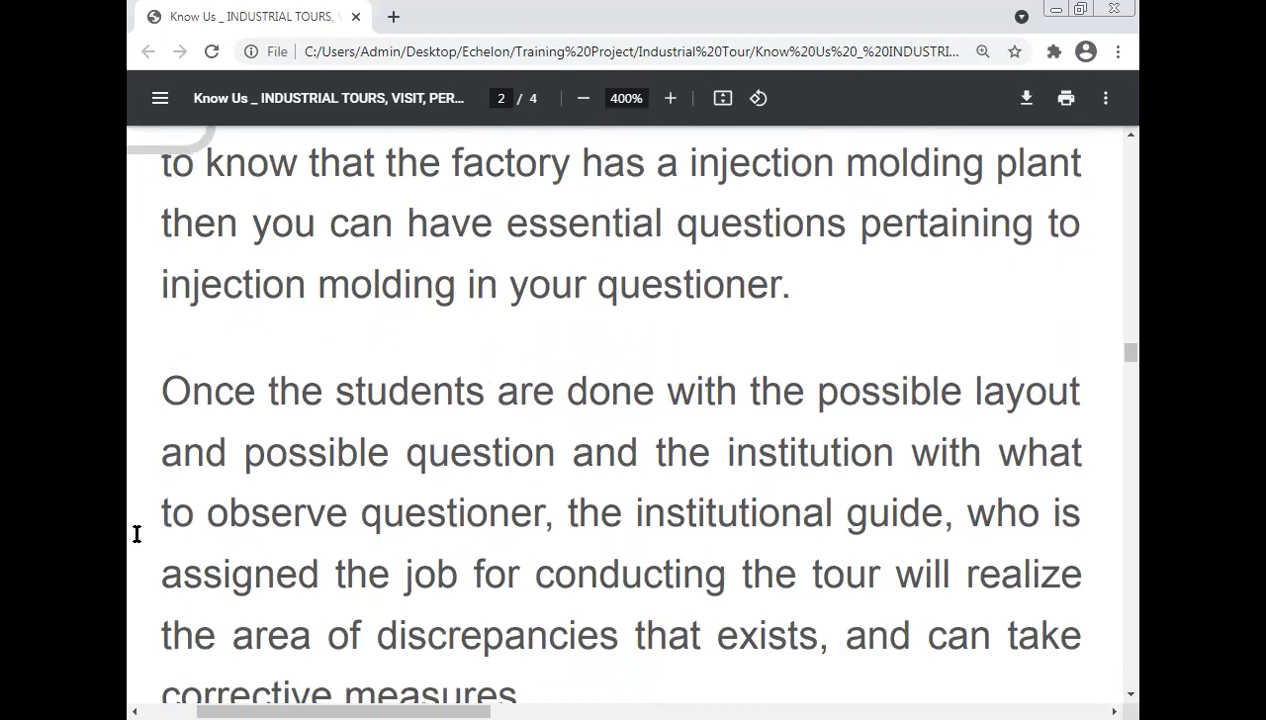 Know Us _ INDUSTRIAL TOURS, V
File C:/Users/Admin/Desktop/Echelon/Training%20Project/Industrial%20Tour/Know%20Us%20_%20INDUSTRI...
Know Us _ INDUSTRIAL TOURS, VISIT, PER... 2 / 4 400%
to know that the factory has a injection molding plant
then you can have essential questions pertaining to
injection molding in your questioner.
Once the students are done with the possible layout
and possible question and the institution with what
to observe questioner, the institutional guide, who is
assigned the job for conducting the tour will realize
the area of discrepancies that exists, and can take
corrective measures.